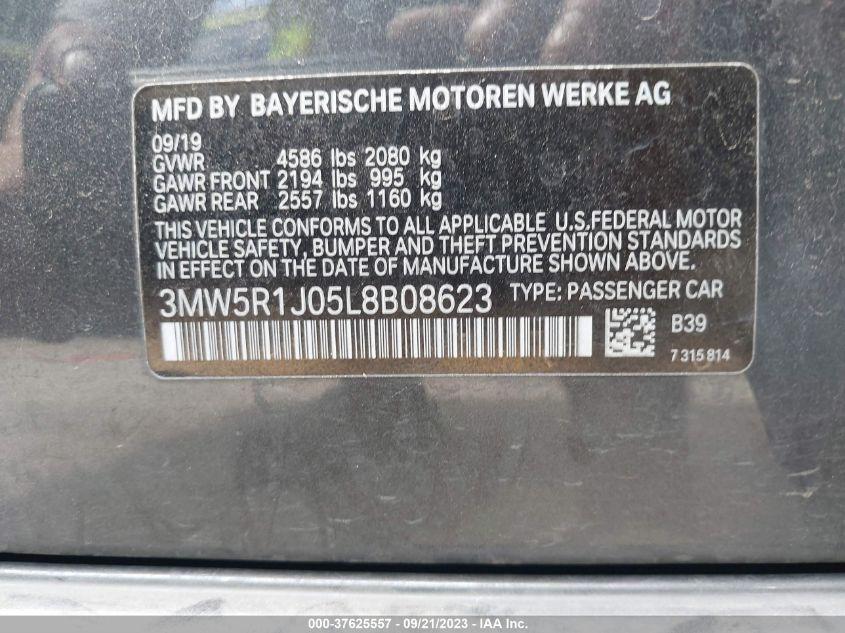 MFD BY BAYERISCHE MOTOREN WERKE AG
09/19
GVWR 4586 lbs 2080 kg
GAWR FRONT 2194 lbs 995 kg
GAWR REAR 2557 lbs 1160 kg
THIS VEHICLE CONFORMS TO ALL APPLICABLE U.S.FEDERAL MOTOR
VEHICLE SAFETY, BUMPER AND THEFT PREVENTION STANDARDS
IN EFFECT ON THE DATE OF MANUFACTURE SHOWN ABOVE.
3MW5R1J05L8B08623 TYPE: PASSENGER CAR
B39
7315814
000-37625557 - 09/21/2023 - IAA Inc.